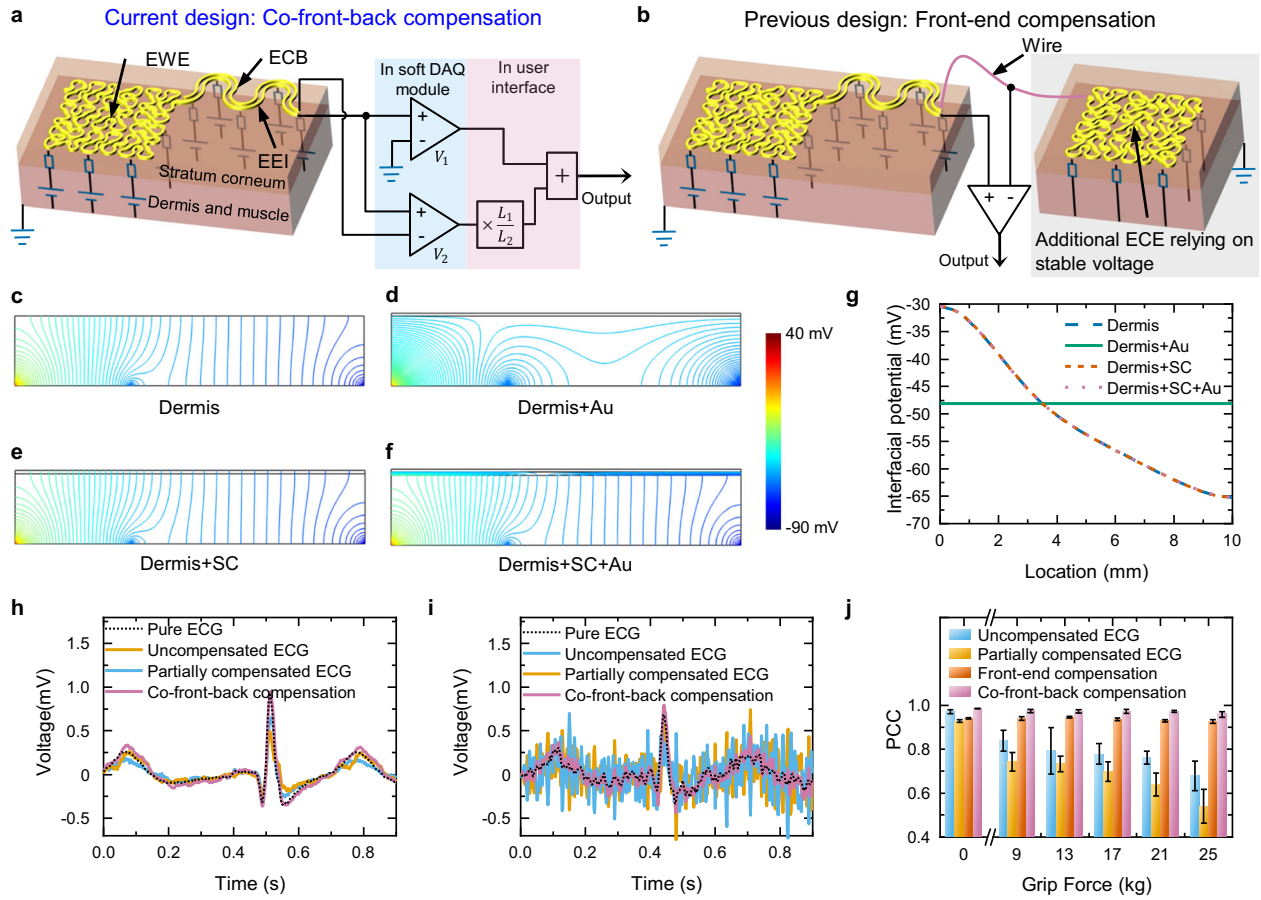 a
Current design: Co-front-back compensation
EWE
ECB
EEI
Stratum corneum
Dermis and muscle
In soft DAQ
module
In user
interface
+
-
V1
+
-
V2
× L1/L2
+
Output
b
Previous design: Front-end compensation
Wire
+ -
Output
Additional ECE relying on
stable voltage
c
Dermis
d
Dermis+Au
e
Dermis+SC
f
Dermis+SC+Au
40 mV
-90 mV
g
Interfacial potential (mV)
-30
-35
-40
-45
-50
-55
-60
-65
-70
Dermis
Dermis+Au
Dermis+SC
Dermis+SC+Au
0 2 4 6 8 10
Location (mm)
h
Voltage(mV)
1.5
1.0
0.5
0
-0.5
Pure ECG
Uncompensated ECG
Partially compensated ECG
Co-front-back compensation
0.0 0.2 0.4 0.6 0.8
Time (s)
i
Voltage(mV)
1.5
1.0
0.5
0
-0.5
Pure ECG
Uncompensated ECG
Partially compensated ECG
Co-front-back compensation
0.0 0.2 0.4 0.6 0.8
Time (s)
j
PCC
1.0
0.8
0.6
0.4
Uncompensated ECG
Partially compensated ECG
Front-end compensation
Co-front-back compensation
0 9 13 17 21 25
Grip Force (kg)